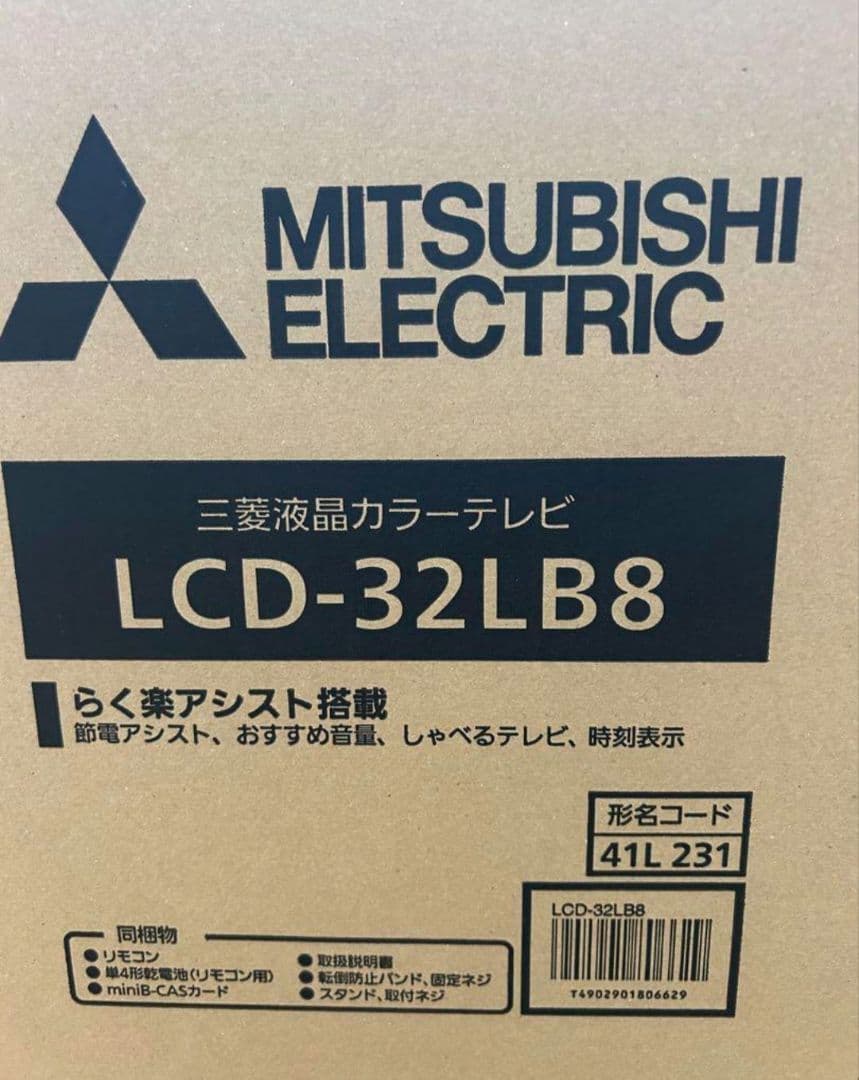 MITSUBISHI
ELECTRIC
三菱液晶カラーテレビ
LCD-32LB8
らく楽アシスト搭載
節電アシスト、おすすめ音量、しゃべるテレビ、時刻表示
形名コード
41L 231
LCD-32LB8
T4902901806629
同梱物
●リモコン
●単4形乾電池(リモコン用)
●miniB-CASカード
●取扱説明書
●転倒防止バンド、固定ネジ
●スタンド、取付ネジ